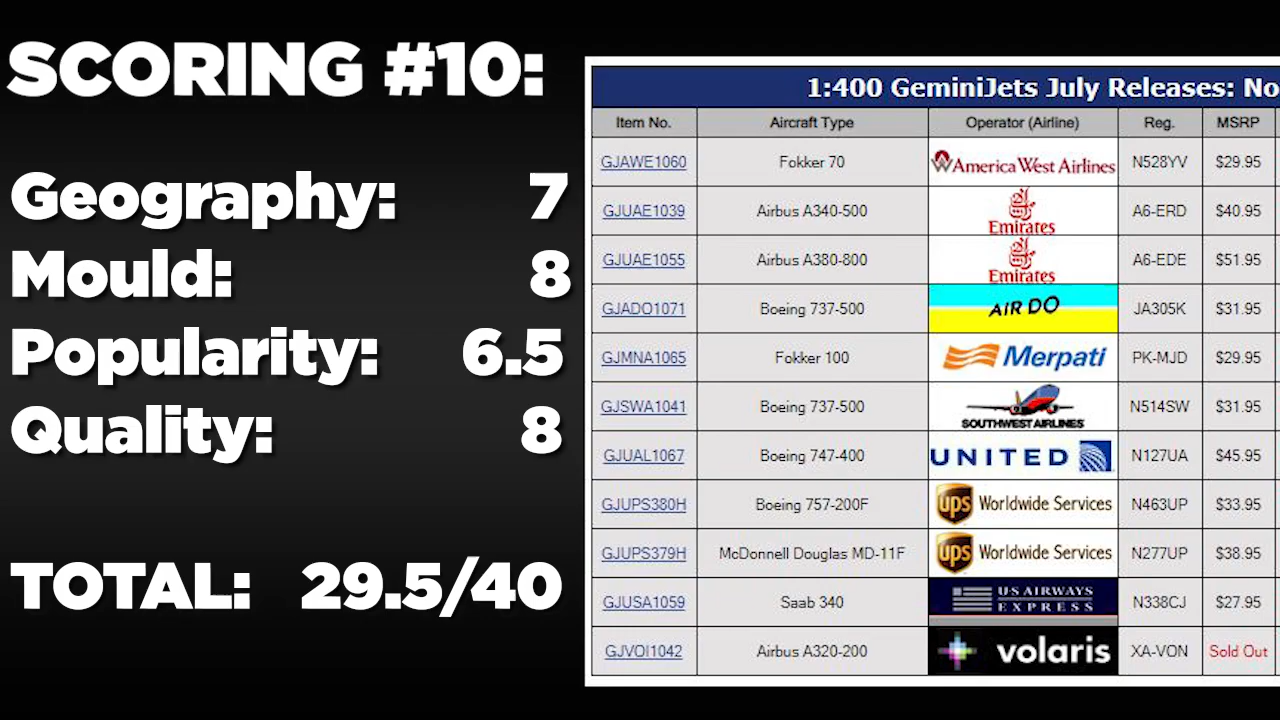 SCORING #10:
Geography: 7
Mould: 8
Popularity: 6.5
Quality: 8
TOTAL: 29.5/40
1:400 GeminiJets July Releases: No
Item No. Aircraft Type Operator (Airline) Reg. MSRP
GJAWE1060 Fokker 70 America West Airlines N528YV $29.95
GJUAE1039 Airbus A340-500 Emirates A6-ERD $40.95
GJUAE1055 Airbus A380-800 Emirates A6-EDE $51.95
GJADO1071 Boeing 737-500 AIR DO JA305K $31.95
GJMNA1065 Fokker 100 Merpati PK-MJD $29.95
GJSWA1041 Boeing 737-500 SOUTHWEST AIRLINES N514SW $31.95
GJUAL1067 Boeing 747-400 UNITED N127UA $45.95
GJUPS380H Boeing 757-200F ups Worldwide Services N463UP $33.95
GJUPS379H McDonnell Douglas MD-11F ups Worldwide Services N277UP $38.95
GJUSA1059 Saab 340 US AIRWAYS EXPRESS N338CJ $27.95
GJVOI1042 Airbus A320-200 volaris XA-VON Sold Out